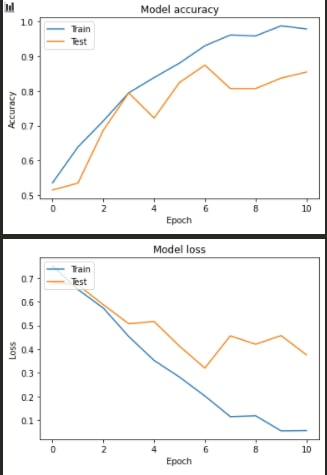 Model accuracy
1.0
Train
Test
0.9
0.8
0.7
0.6
0.5
Accuracy
0 2 4 6 8 10
Epoch
Model loss
Train
Test
0.7
0.6
0.5
0.4
0.3
0.2
0.1
Loss
0 2 4 6 8 10
Epoch